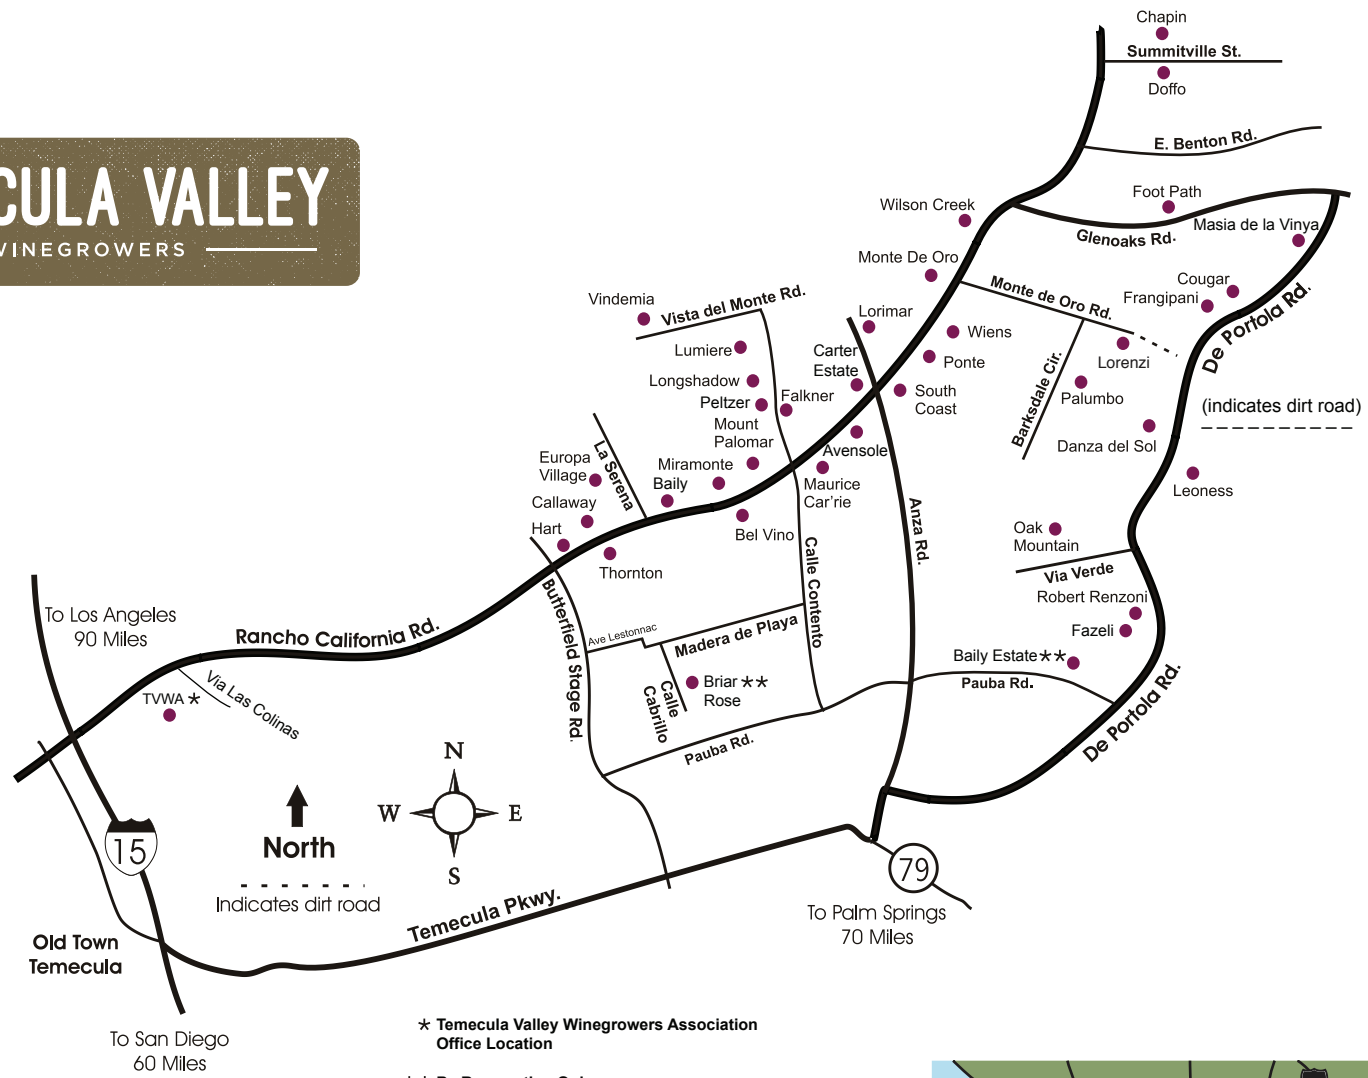 Chapin
Summitville St.
Doffo
E. Benton Rd.
CULA VALLEY
WINEGROWERS
Foot Path
Wilson Creek
Masia de la Vinya
Glenoaks Rd.
Monte De Oro
Cougar
Frangipani
Monte de Oro Rd.
Vindemia
Vista del Monte Rd.
Lorimar
De Portola Rd.
Wiens
Lumiere
Carter
Estate
Ponte
Lorenzi
Barksdale Cir.
Longshadow
Falkner
South
Coast
Palumbo
Peltzer
(indicates dirt road)
Mount
Palomar
Danza del Sol
Avensole
La Serena
Europa
Village
Miramonte
Baily
Maurice
Car'rie
Leoness
Callaway
Hart
Bel Vino
Anza Rd.
Oak
Mountain
Thornton
Via Verde
Calle Contento
Butterfield Stage Rd.
Robert Renzoni
To Los Angeles
90 Miles
Rancho California Rd.
Ave Lestonnac
Madera de Playa
Fazeli
Baily Estate**
Via Las Colinas
TVWA *
Calle
Cabrillo
Briar **
Rose
Pauba Rd.
Pauba Rd.
De Portola Rd.
N
W
E
S
15
North
Indicates dirt road
79
To Palm Springs
70 Miles
Temecula Pkwy.
Old Town
Temecula
To San Diego
60 Miles
* Temecula Valley Winegrowers Association
Office Location